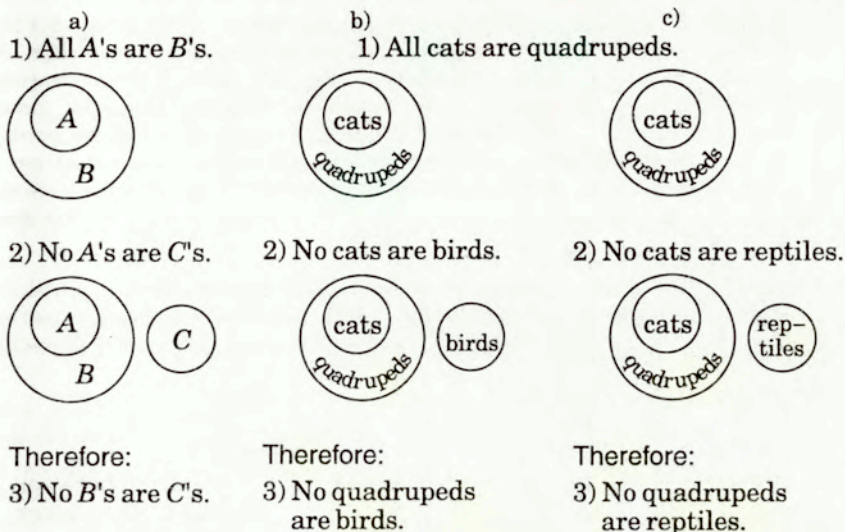 a)
1) All A's are B's.
A
B
2) No A's are C's.
A
B
C
Therefore:
3) No B's are C's.
b)
c)
1) All cats are quadrupeds.
cats
quadrupeds
cats
quadrupeds
2) No cats are birds.
cats
quadrupeds
birds
Therefore:
3) No quadrupeds
are birds.
2) No cats are reptiles.
cats
quadrupeds
rep-
tiles
Therefore:
3) No quadrupeds
are reptiles.